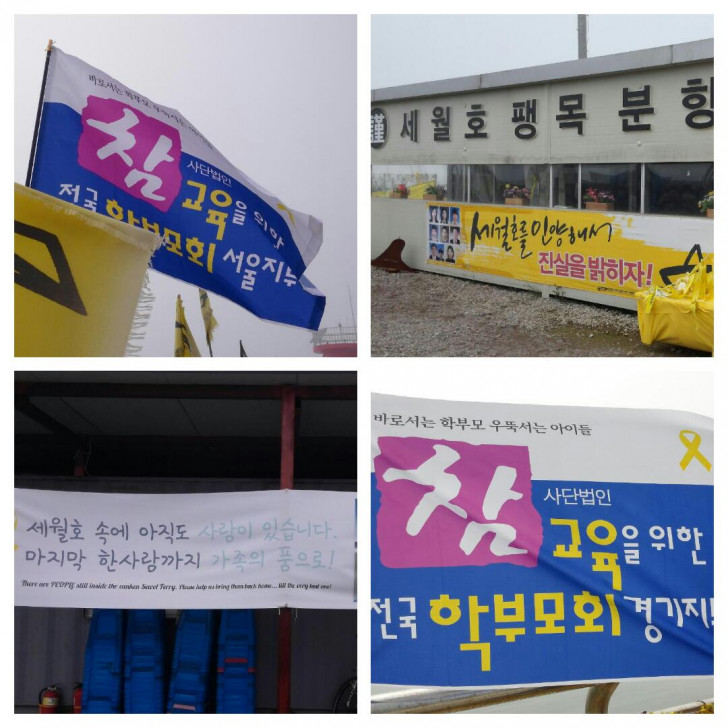 바로서는 학부모 우뚝서는 아이들
참
사단법인
교육을 위한
전국 학부모회 서울지부
謹 세월호팽목분향
세월호를 인양해서
진실을 밝히자!
세월호 속에 아직도 사람이 있습니다.
마지막 한사람까지 가족의 품으로!
There are PEOPLE still inside the sunken Sewol Ferry. Please help us bring them back home... till the very last one!
바로서는 학부모 우뚝서는 아이들
참
사단법인
교육을 위한
전국 학부모회 경기지부